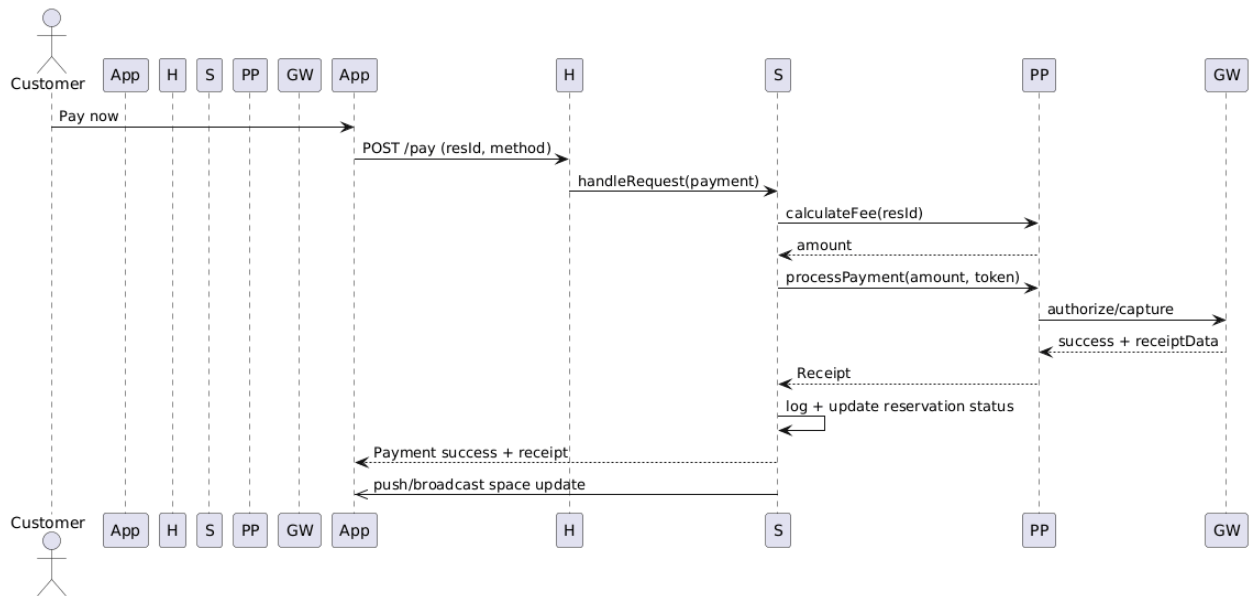 Customer
App
H
S
PP
GW
App
H
S
PP
GW
Pay now
POST /pay (resId, method)
handleRequest(payment)
calculateFee(resId)
amount
processPayment(amount, token)
authorize/capture
success + receiptData
Receipt
log + update reservation status
Payment success + receipt
push/broadcast space update
Customer
App
H
S
PP
GW
App
H
S
PP
GW